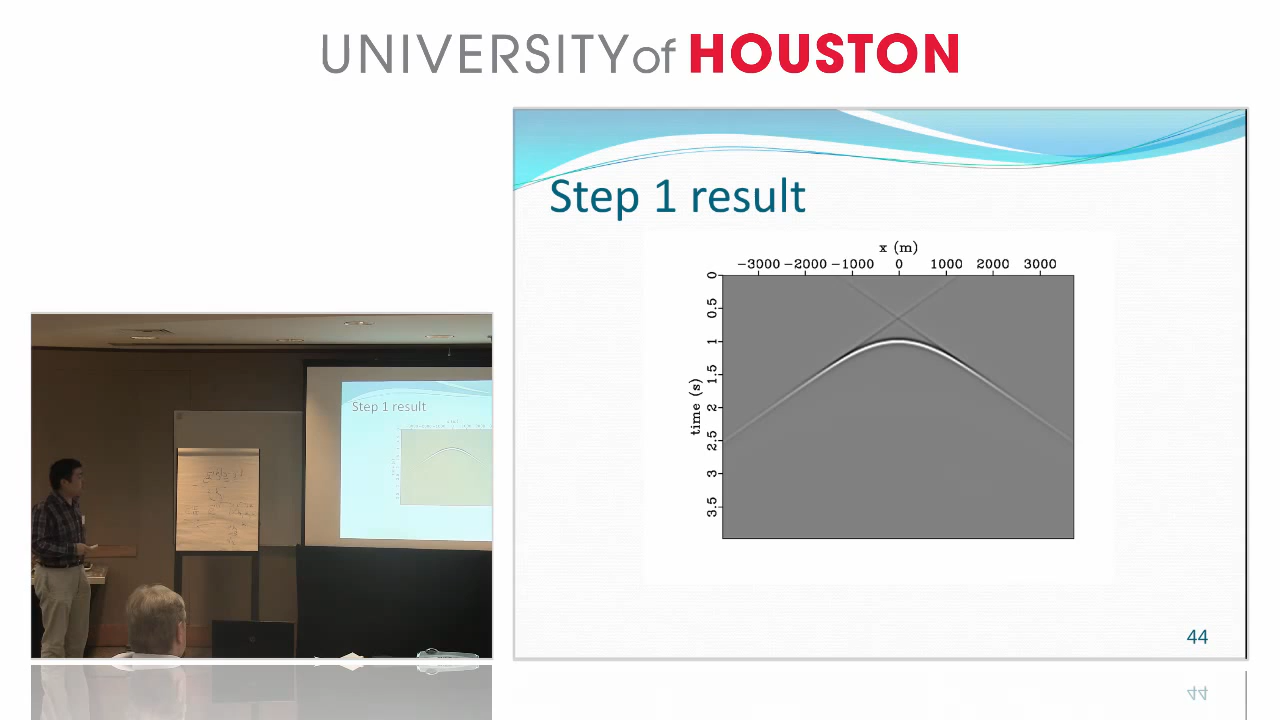 UNIVERSITY of HOUSTON
Step 1 result
x (m)
−3000 −2000 −1000 0 1000 2000 3000
0
0.5
1
1.5
2
2.5
3
3.5
time (s)
44
Step 1 result